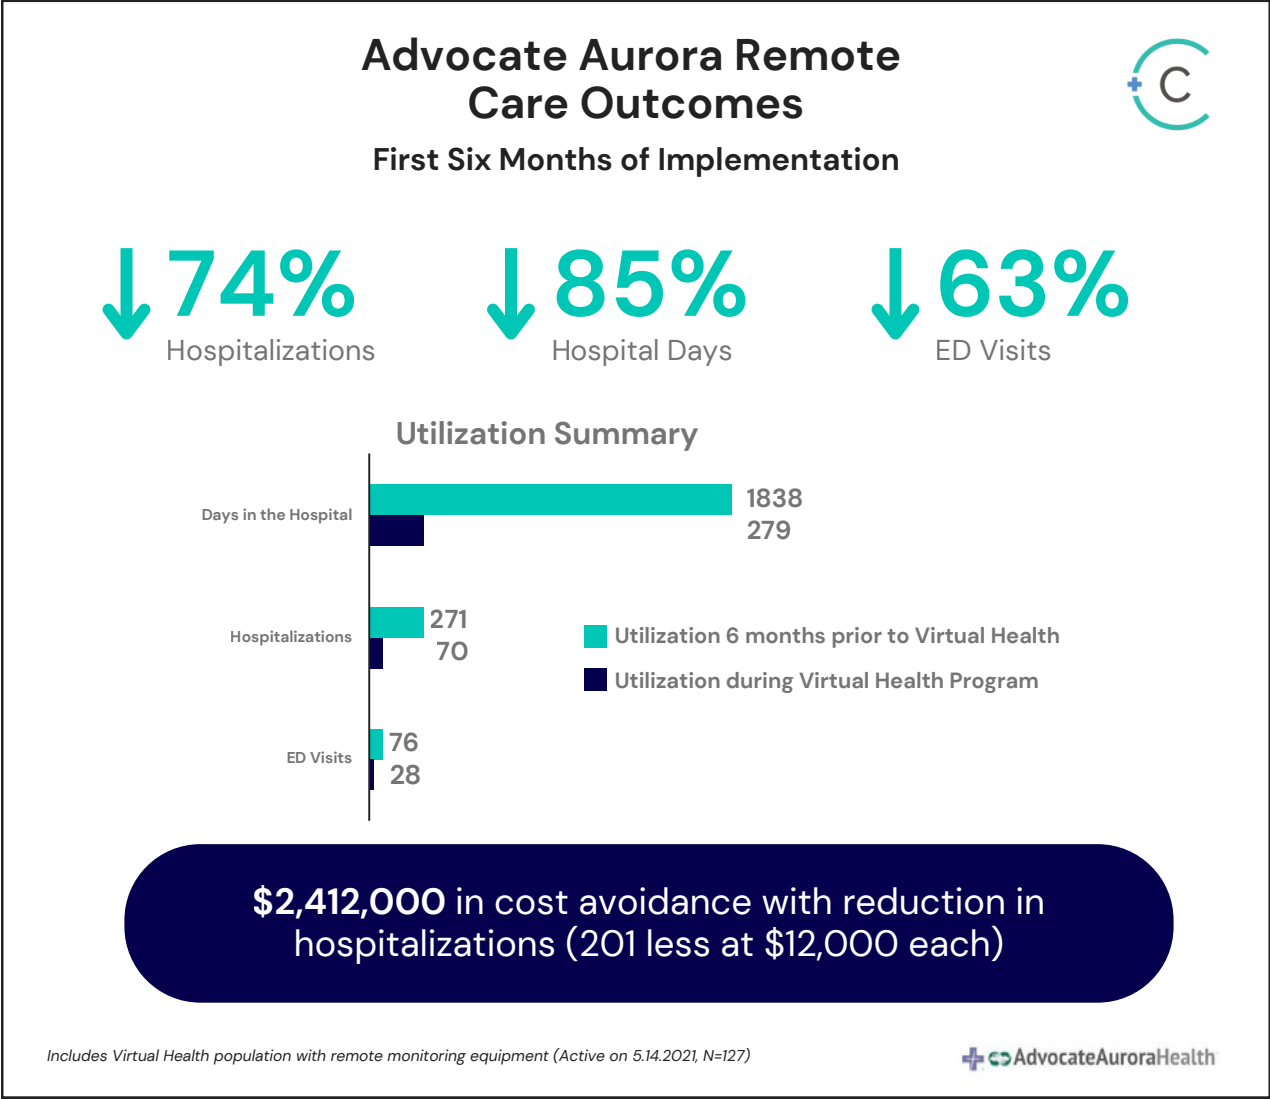 Advocate Aurora Remote
Care Outcomes
First Six Months of Implementation
C
74%
Hospitalizations
85%
Hospital Days
63%
ED Visits
Utilization Summary
Days in the Hospital
1838
279
Hospitalizations
271
70
Utilization 6 months prior to Virtual Health
Utilization during Virtual Health Program
ED Visits
76
28
$2,412,000 in cost avoidance with reduction in
hospitalizations (201 less at $12,000 each)
Includes Virtual Health population with remote monitoring equipment (Active on 5.14.2021, N=127)
AdvocateAuroraHealth